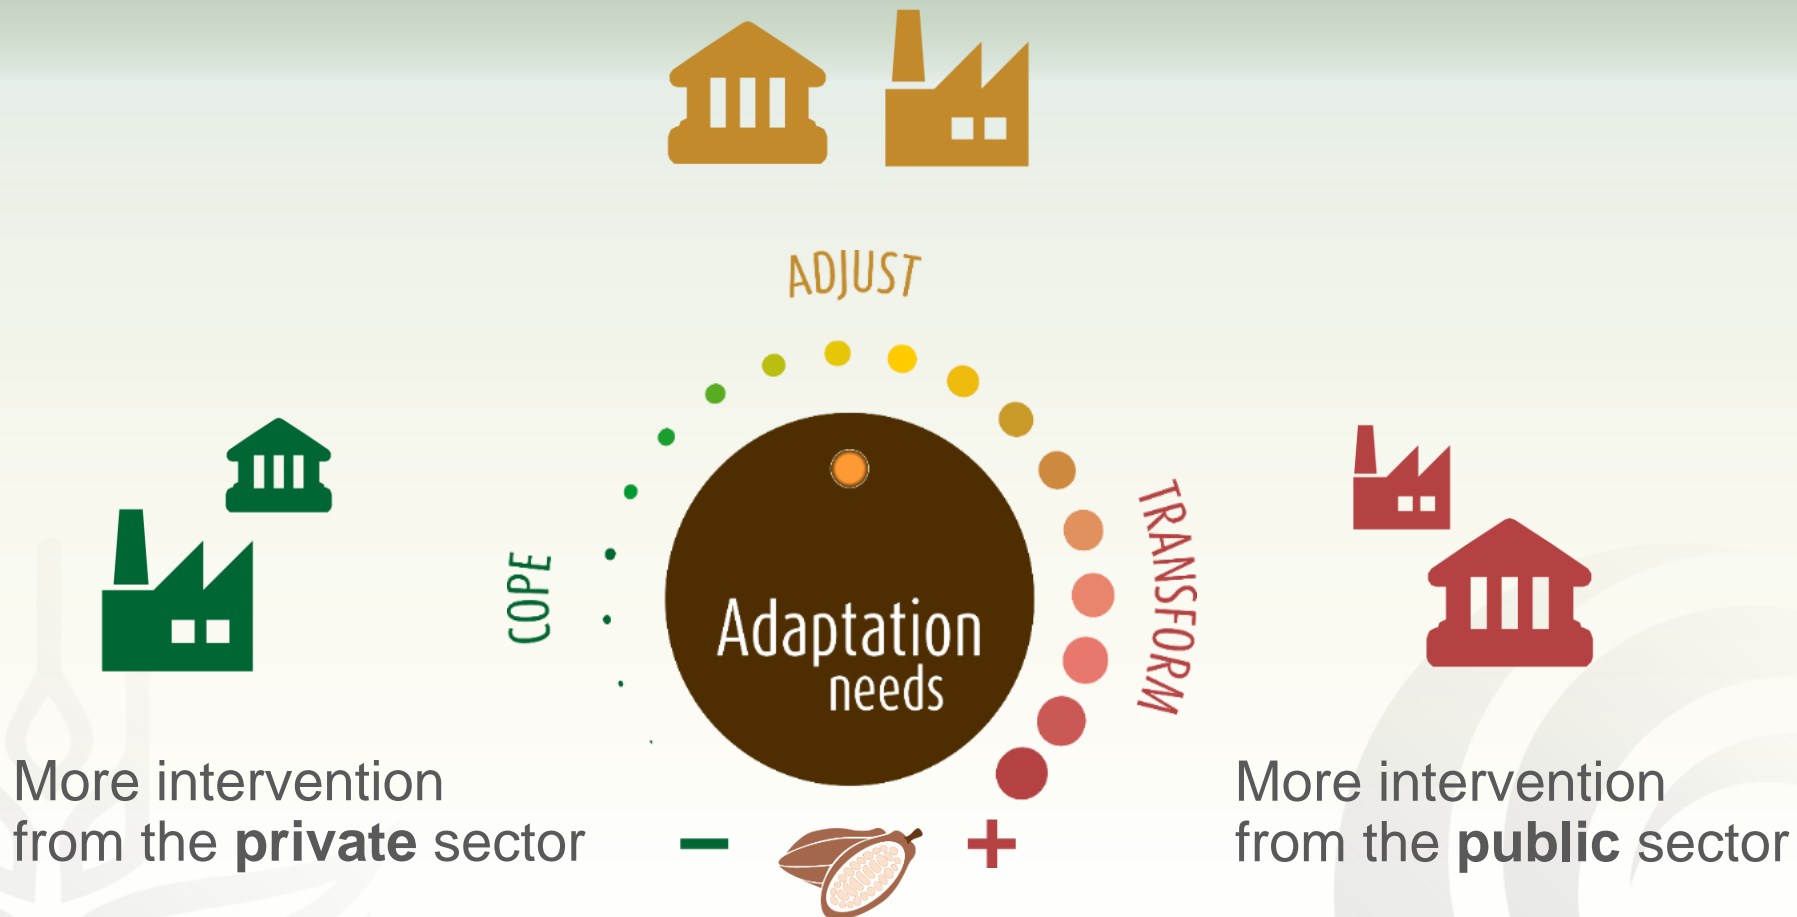 ADJUST
COPE
TRANSFORM
Adaptation
needs
More intervention
from the private sector
− +
More intervention
from the public sector